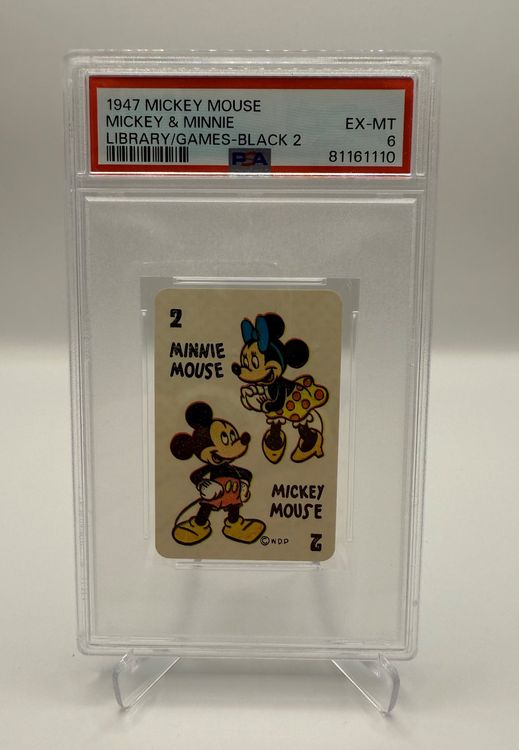 1947 MICKEY MOUSE
MICKEY & MINNIE EX-MT
LIBRARY/GAMES-BLACK 2 6
PSA 81161110
2
MINNIE
MOUSE
MICKEY
MOUSE
©W.D.P
2